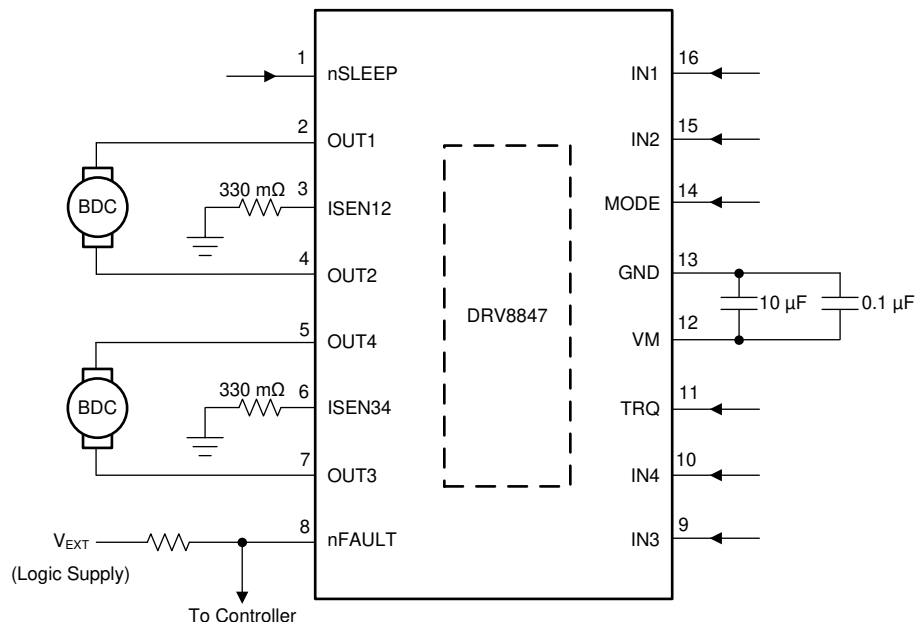 1
nSLEEP
2
OUT1
BDC
330 mΩ
3
ISEN12
4
OUT2
5
OUT4
BDC
330 mΩ
6
ISEN34
7
OUT3
8
nFAULT
VEXT
(Logic Supply)
To Controller
DRV8847
16
IN1
15
IN2
14
MODE
13
GND
10 µF
0.1 µF
12
VM
11
TRQ
10
IN4
9
IN3